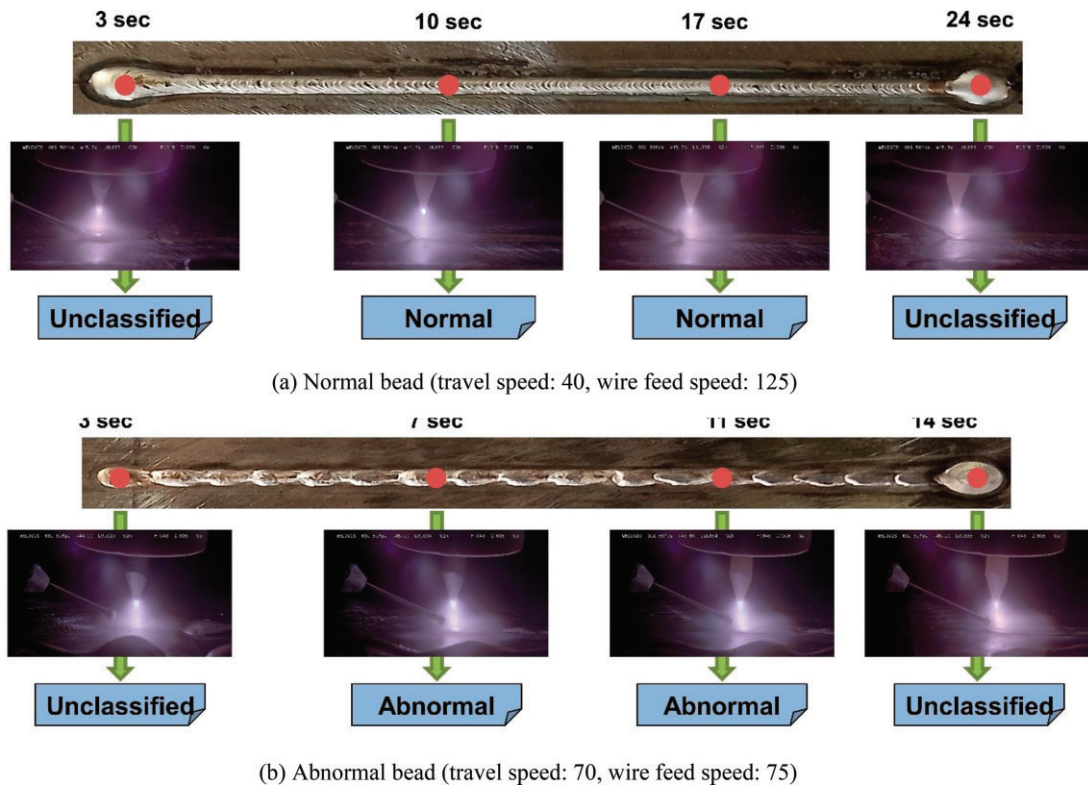 3 sec 10 sec 17 sec 24 sec
Unclassified Normal Normal Unclassified
(a) Normal bead (travel speed: 40, wire feed speed: 125)
3 sec 7 sec 11 sec 14 sec
Unclassified Abnormal Abnormal Unclassified
(b) Abnormal bead (travel speed: 70, wire feed speed: 75)